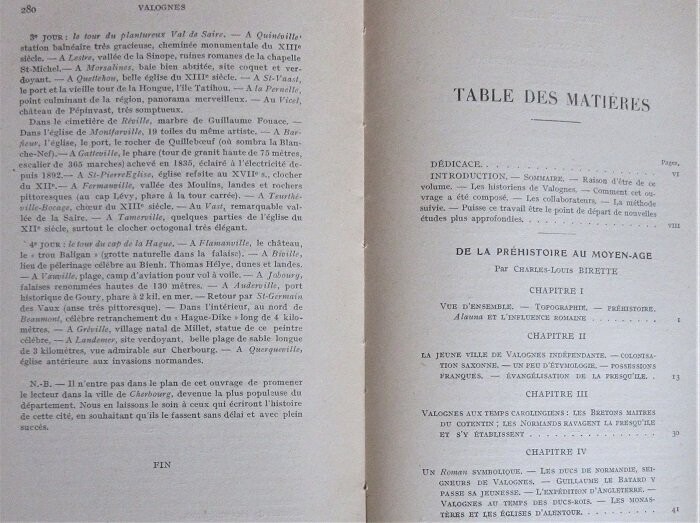 280
VALOGNES
3e JOUR : le tour du plantureux Val de Saire. — A Quinéville
station balnéaire très gracieuse, cheminée monumentale du XIIIe
siècle. — A Lestre, vallée de la Sinope, ruines romanes de la chapelle
St-Michel. — A Morsalines, baie bien abritée, site coquet et ver-
doyant. — A Quettehou, belle église du XIIIe siècle. — A St-Vaast,
le port et la vieille tour de la Hougue, l'île Tatihou. — A la Pernelle,
point culminant de la région, panorama merveilleux. — Au Vicel,
château de Pépinvast, très somptueux.
Dans le cimetière de Réville, marbre de Guillaume Fouace. —
Dans l'église de Montfarville, 19 toiles du même artiste. — A Bar-
fleur, l'église, le port, le rocher de Quillebœuf (où sombra la Blan-
che-Nef). — A Gatteville, le phare (tour de granit haute de 75 mètres,
escalier de 365 marches) achevé en 1835, éclairé à l'électricité de-
puis 1892. — A St-Pierre Eglise, église refsite au XVIIe s., clocher
du XIIe. — A Fermanville, vallée des Moulins, landes et rochers
pittoresques (au cap Lévy, phare à la tour carrée). — A Teurthé-
ville-Bocage, chœur du XIIIe siècle. — Au Vast, remarquable val-
lée de la Saire. — A Tamerville, quelques parties de l'église du
XIIe siècle, surtout le clocher octogonal très élégant.
4e JOUR : le tour du cap de la Hague. — A Flamanville, le château,
le « trou Baligan » (grotte naturelle dans la falaise). — A Biville,
lieu de pélerinage célèbre au Bienh. Thomas Hélye, dunes et landes.
— A Vauville, plage, camp d'aviation pour vol à voile. — A Jobourg,
falaises renommées hautes de 130 mètres. — A Auderville, port
historique de Goury, phare à 2 kil. en mer. — Retour par St-Germain
des Vaux (anse très pittoresque). — Dans l'intérieur, au nord de
Beaumont, célèbre retranchement du « Hague-Dike » long de 4 kilo-
mètres. — A Gréville, village natal de Millet, statue de ce peintre
célèbre. — A Landemer, site verdoyant, belle plage de sable longue
de 3 kilomètres, vue admirable sur Cherbourg. — A Querqueville,
église antérieure aux invasions normandes.
N.-B. — Il n'entre pas dans le plan de cet ouvrage de promener
le lecteur dans la ville de Cherbourg, devenue la plus populeuse du
département. Nous en laissons le soin à ceux qui écriront l'histoire
de cette cité, en souhaitant qu'ils le fassent sans délai et avec plein
succès.
FIN
TABLE DES MATIÈRES
Pages.
DÉDICACE. . VI
INTRODUCTION. — SOMMAIRE. — Raison d'être de ce
volume. — Les historiens de Valognes. — Comment cet ou-
vrage a été composé. — Les collaborateurs. — La méthode
suivie. — Puisse ce travail être le point de départ de nouvelles
études plus approfondies. . VIII
DE LA PRÉHISTOIRE AU MOYEN-AGE
Par CHARLES-LOUIS BIRETTE
CHAPITRE I
VUE D'ENSEMBLE. — TOPOGRAPHIE. — PRÉHISTOIRE.
Alauna ET L'INFLUENCE ROMAINE . . 1
CHAPITRE II
LA JEUNE VILLE DE VALOGNES INDÉPENDANTE. — COLONISA-
TION SAXONNE. — UN PEU D'ÉTYMOLOGIE. — POSSESSIONS
FRANQUES. — ÉVANGÉLISATION DE LA PRESQU'ILE. . 13
CHAPITRE III
VALOGNES AUX TEMPS CAROLINGIENS : LES BRETONS MAITRES
DU COTENTIN ; LES NORMANDS RAVAGENT LA PRESQU'ILE
ET S'Y ÉTABLISSENT . . 30
CHAPITRE IV
UN Roman SYMBOLIQUE. — LES DUCS DE NORMANDIE, SEI-
GNEURS DE VALOGNES. — GUILLAUME LE BATARD Y
PASSE SA JEUNESSE. — L'EXPÉDITION D'ANGLETERRE. —
VALOGNES AU TEMPS DES DUCS-ROIS. — LES MONAS-
TÈRES ET LES ÉGLISES D'ALENTOUR. . 41